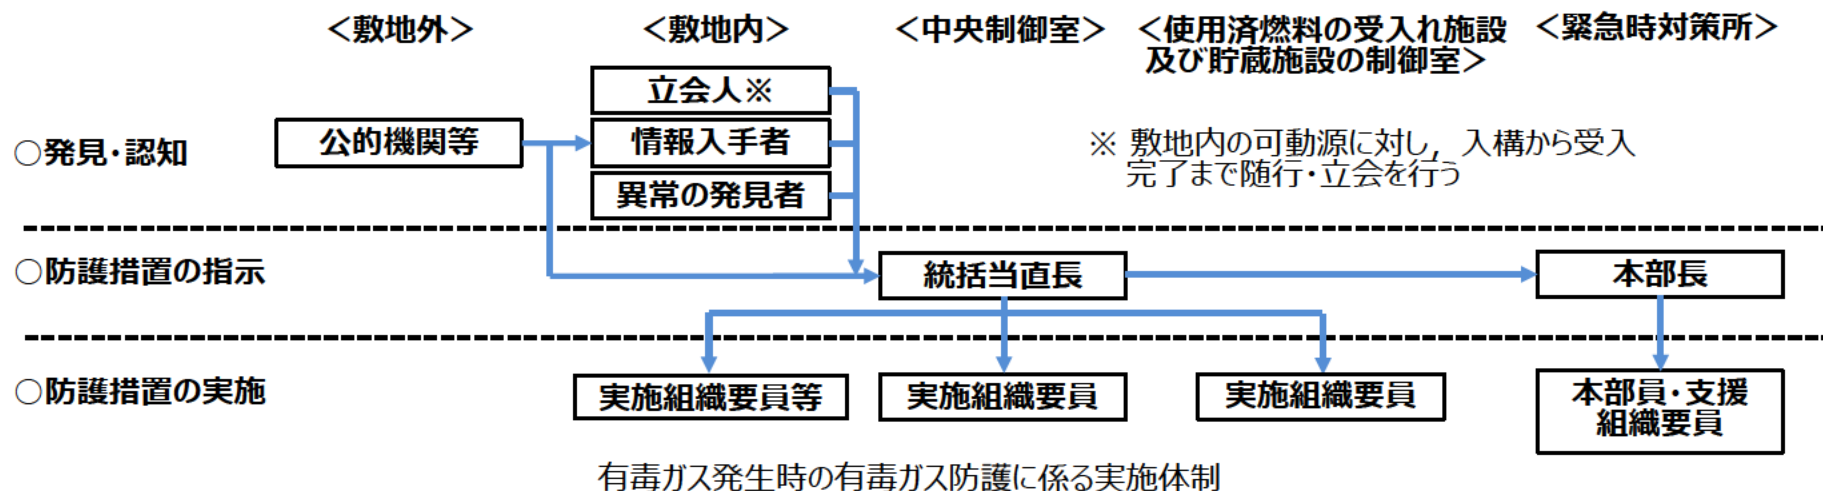 ＜敷地外＞
＜敷地内＞
＜中央制御室＞
＜使用済燃料の受入れ施設
及び貯蔵施設の制御室＞
＜緊急時対策所＞
○発見・認知
公的機関等
立会人※
情報入手者
異常の発見者
※ 敷地内の可動源に対し，入構から受入
完了まで随行・立会を行う
○防護措置の指示
統括当直長
本部長
○防護措置の実施
実施組織要員等
実施組織要員
実施組織要員
本部員・支援
組織要員
有毒ガス発生時の有毒ガス防護に係る実施体制